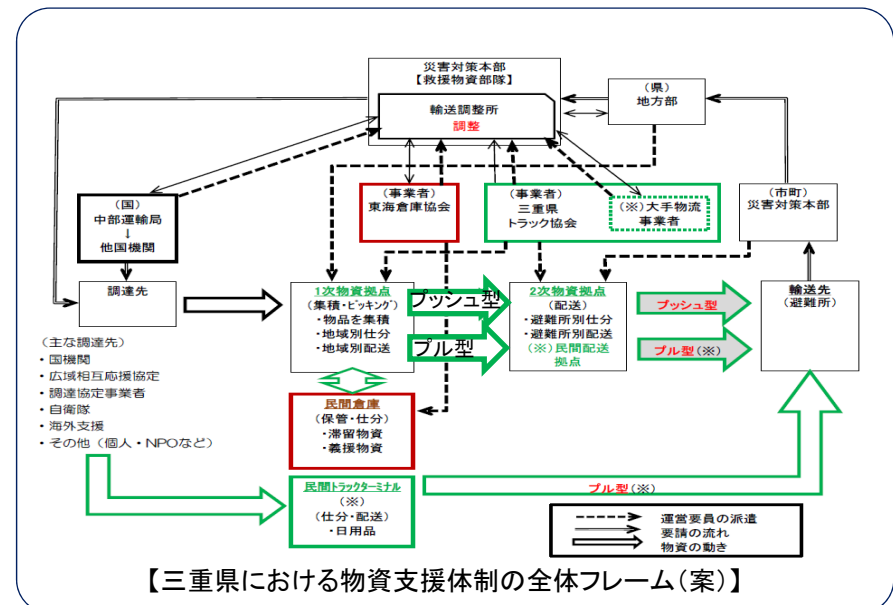 災害対策本部
【救援物資部隊】
輸送調整所
調整
(県)
地方部
(国)
中部運輸局
↓
他国機関
(事業者)
東海倉庫協会
(事業者)
三重県
トラック協会
(※)大手物流
事業者
(市町)
災害対策本部
調達先
1次物資拠点
(集積・ピッキング)
・物品を集積
・地域別仕分
・地域別配送
プッシュ型
プル型
2次物資拠点
(配送)
・避難所別仕分
・避難所別配送
(※)民間配送
拠点
プッシュ型
プル型(※)
輸送先
(避難所)
(主な調達先)
・国機関
・広域相互応援協定
・調達協定事業者
・自衛隊
・海外支援
・その他(個人・NPOなど)
民間倉庫
(保管・仕分)
・滞留物資
・義援物資
民間トラックターミナル
(※)
(仕分・配送)
・日用品
プル型(※)
運営要員の派遣
要請の流れ
物資の動き
【三重県における物資支援体制の全体フレーム(案)】